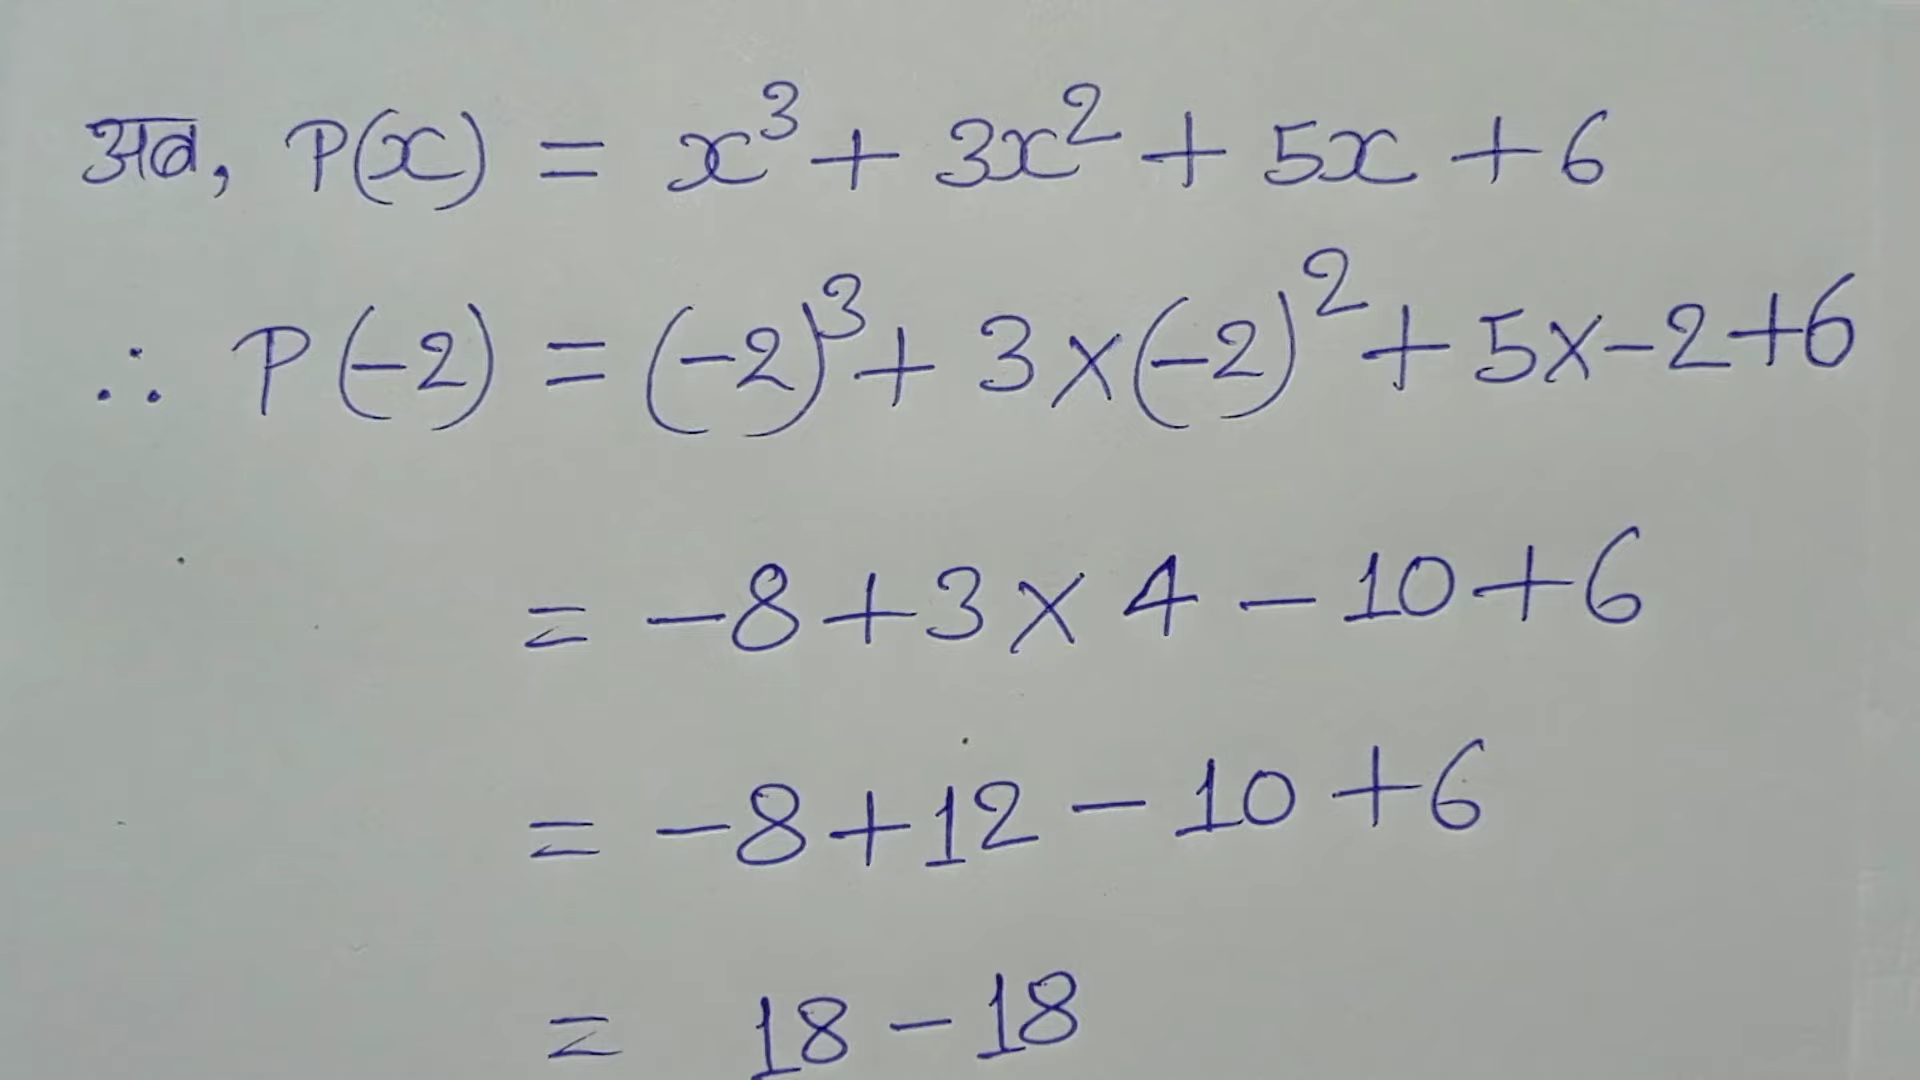 अब, P(x) = x³ + 3x² + 5x + 6
∴ P(-2) = (-2)³ + 3×(-2)² + 5×-2+6
= -8+3×4-10+6
= -8+12-10+6
= 18-18